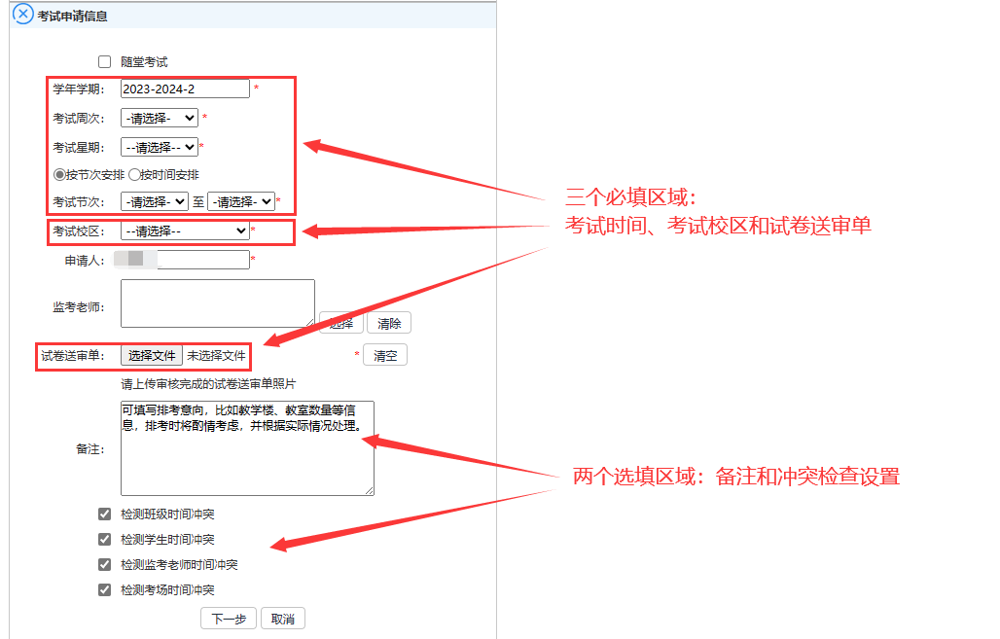 考试申请信息
随堂考试
学年学期： 2023-2024-2 *
考试周次： -请选择- *
考试星期： --请选择-- *
按节次安排 按时间安排
考试节次： -请选择- 至 -请选择- *
考试校区： --请选择-- *
申请人： *
监考老师： 选择 清除
试卷送审单： 选择文件 未选择文件 * 清空
请上传审核完成的试卷送审单照片
备注：
可填写排考意向，比如教学楼、教室数量等信
息，排考时将酌情考虑，并根据实际情况处理。
检测班级时间冲突
检测学生时间冲突
检测监考老师时间冲突
检测考场时间冲突
下一步 取消
三个必填区域：
考试时间、考试校区和试卷送审单
两个选填区域：备注和冲突检查设置